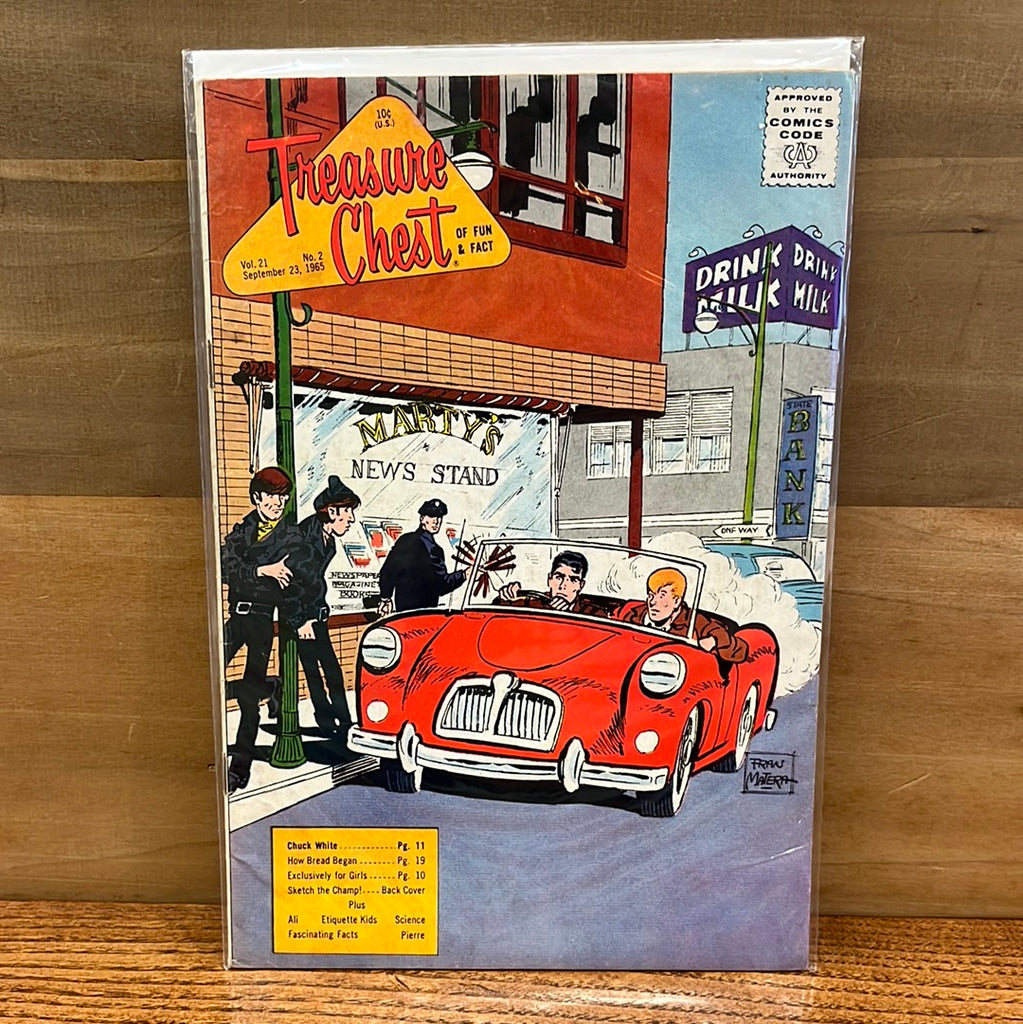 10¢
(U.S.)
Treasure
Chest®
OF FUN
& FACT
Vol. 21 No. 2
September 23, 1965
APPROVED
BY THE
COMICS
CODE
CA
AUTHORITY
DRINK DRINK
MILK MILK
STATE
BANK
ONE WAY
MARTY'S
NEWS STAND
NEWSPAPER
MAGAZINE
BOOKS
FRAN
MATERA
Chuck White Pg. 11
How Bread Began Pg. 19
Exclusively for Girls Pg. 10
Sketch the Champ! Back Cover
Plus
Ali Etiquette Kids Science
Fascinating Facts Pierre